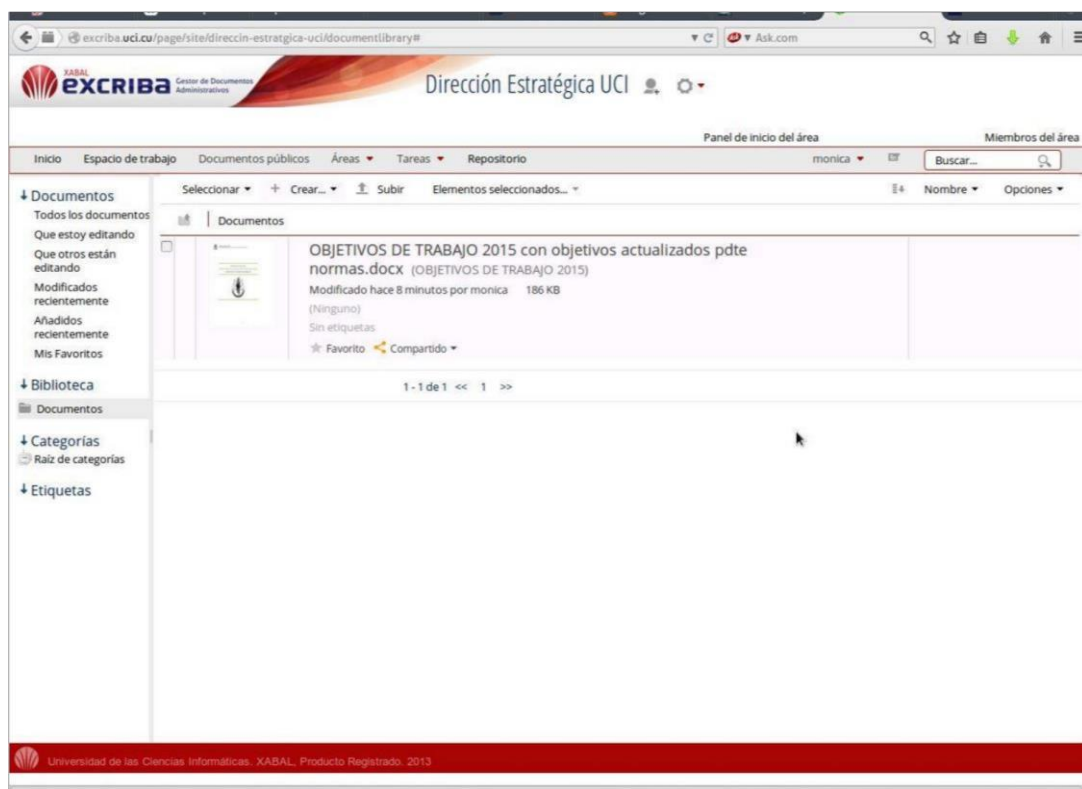 excriba.uci.cu/page/site/direccin-estratgica-uci/documentlibrary#
Ask.com
XABAL
excriba
Gestor de Documentos
Administrativos
Dirección Estratégica UCI
Panel de inicio del área
Miembros del área
Inicio Espacio de trabajo Documentos públicos Áreas Tareas Repositorio monica Buscar...
Documentos
Todos los documentos
Que estoy editando
Que otros están
editando
Modificados
recientemente
Añadidos
recientemente
Mis Favoritos
Biblioteca
Documentos
Categorías
Raíz de categorías
Etiquetas
Seleccionar + Crear... Subir Elementos seleccionados... Nombre Opciones
Documentos
OBJETIVOS DE TRABAJO 2015 con objetivos actualizados pdte
normas.docx (OBJETIVOS DE TRABAJO 2015)
Modificado hace 8 minutos por monica 186 KB
(Ninguno)
Sin etiquetas
Favorito Compartido
1 - 1 de 1 << 1 >>
Universidad de las Ciencias Informáticas. XABAL, Producto Registrado. 2013